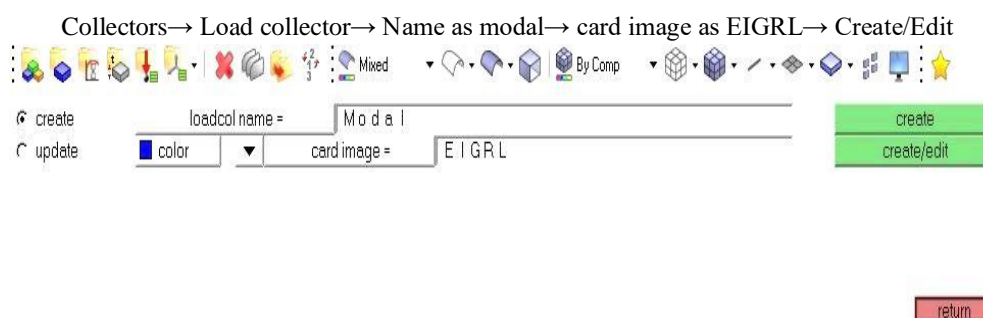 Collectors→ Load collector→ Name as modal→ card image as EIGRL→ Create/Edit
Mixed By Comp
create loadcol name = Modal create
update color card image = EIGRL create/edit
return